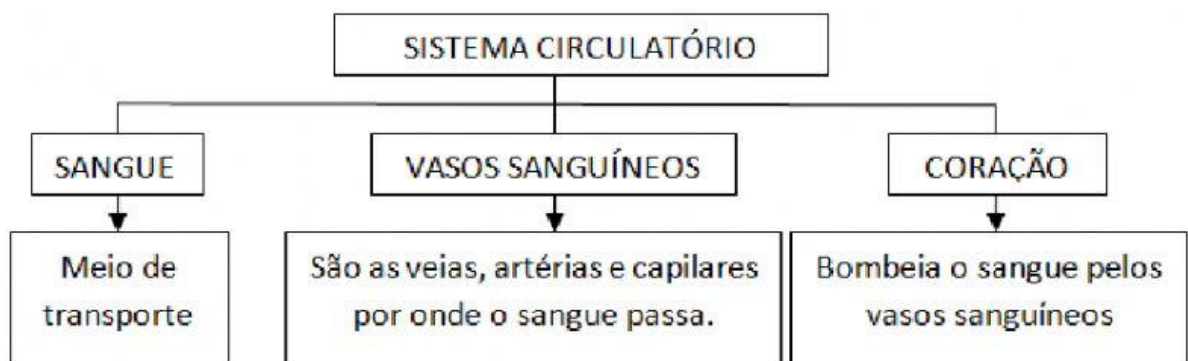 SISTEMA CIRCULATÓRIO
SANGUE
VASOS SANGUÍNEOS
CORAÇÃO
Meio de
transporte
São as veias, artérias e capilares
por onde o sangue passa.
Bombeia o sangue pelos
vasos sanguíneos